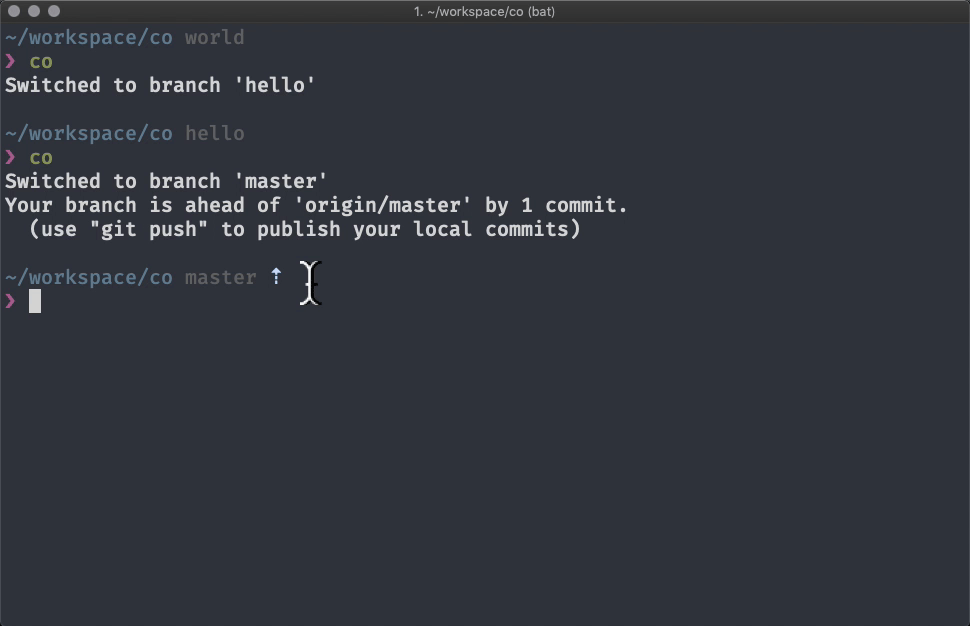 1. ~/workspace/co (bat)
~/workspace/co world
❯ co
Switched to branch 'hello'
~/workspace/co hello
❯ co
Switched to branch 'master'
Your branch is ahead of 'origin/master' by 1 commit.
(use "git push" to publish your local commits)
~/workspace/co master ⇡
❯